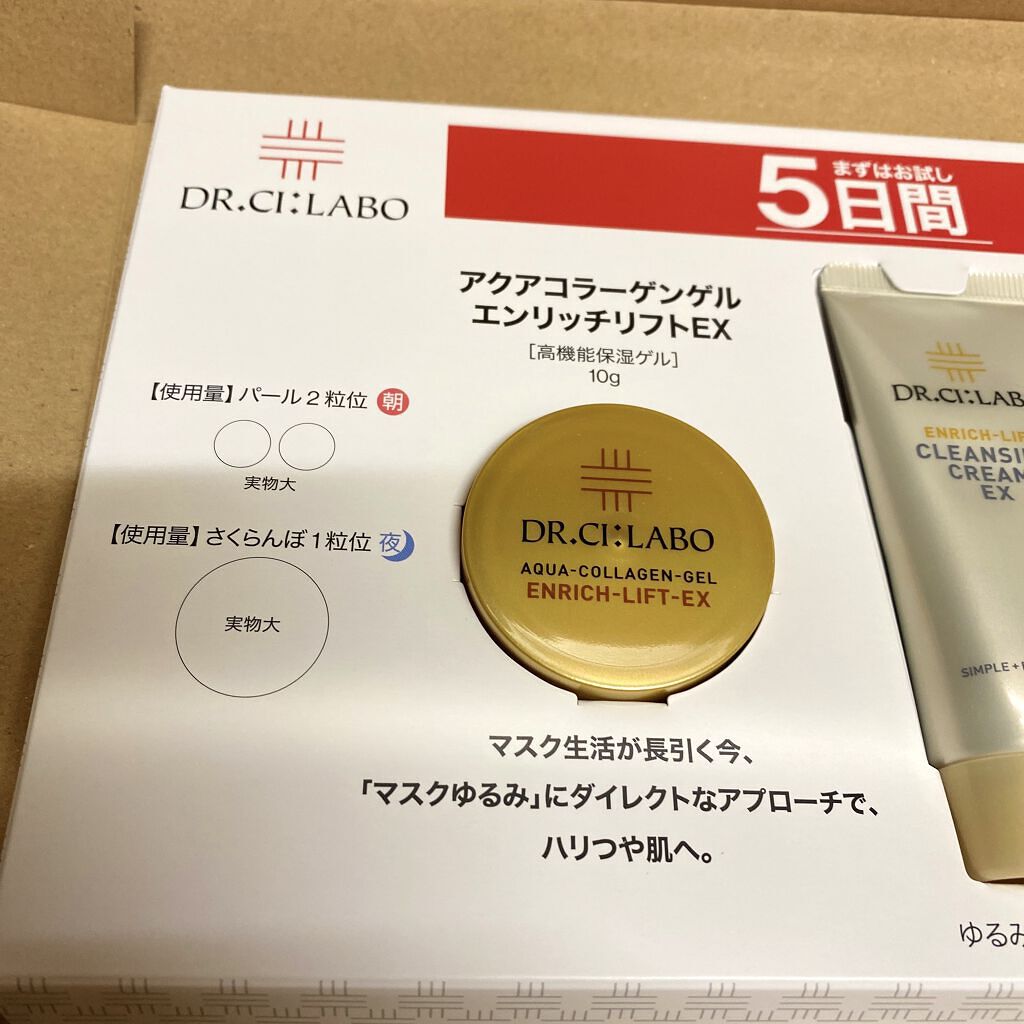 DR.CI:LABO
まずはお試し
5日間
アクアコラーゲンゲル
エンリッチリフトEX
[高機能保湿ゲル]
10g
【使用量】パール2粒位 朝
実物大
【使用量】さくらんぼ1粒位 夜
実物大
DR.CI:LABO
AQUA-COLLAGEN-GEL
ENRICH-LIFT-EX
DR.CI:LAB
ENRICH-LIF
CLEANSI
CREAM
EX
SIMPLE+
マスク生活が長引く今、
「マスクゆるみ」にダイレクトなアプローチで、
ハリつや肌へ。
ゆるみ